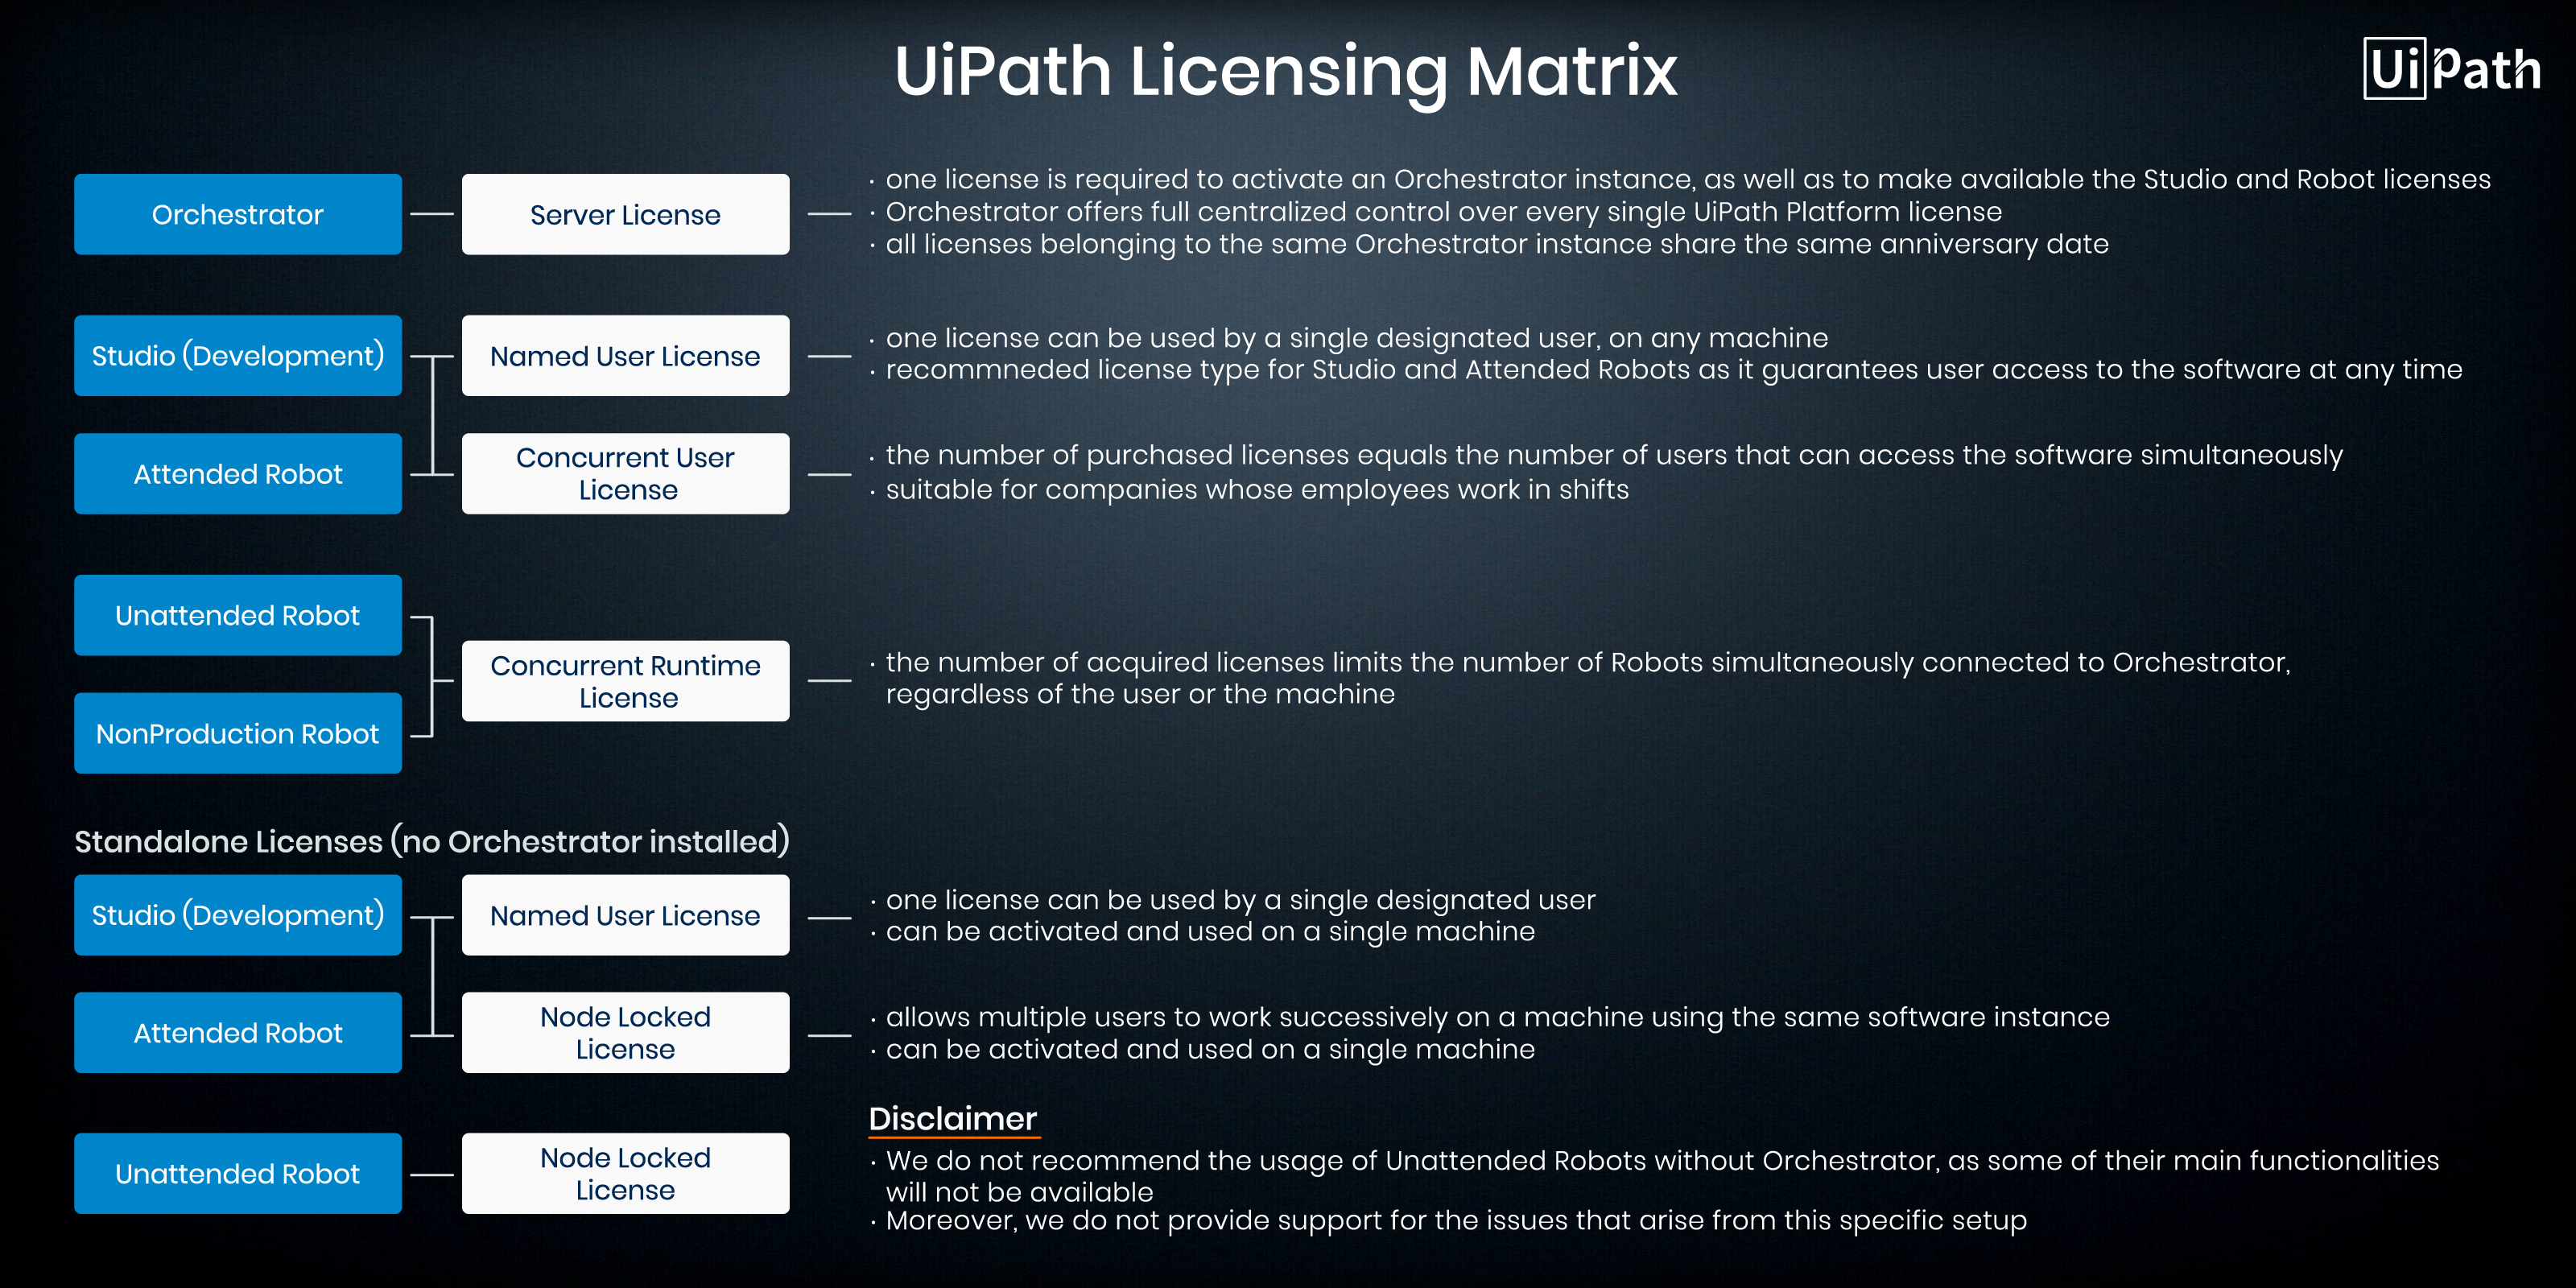 UiPath Licensing Matrix
UiPath
Orchestrator
Server License
· one license is required to activate an Orchestrator instance, as well as to make available the Studio and Robot licenses
· Orchestrator offers full centralized control over every single UiPath Platform license
· all licenses belonging to the same Orchestrator instance share the same anniversary date
Studio (Development)
Named User License
· one license can be used by a single designated user, on any machine
· recommneded license type for Studio and Attended Robots as it guarantees user access to the software at any time
Attended Robot
Concurrent User
License
· the number of purchased licenses equals the number of users that can access the software simultaneously
· suitable for companies whose employees work in shifts
Unattended Robot
NonProduction Robot
Concurrent Runtime
License
· the number of acquired licenses limits the number of Robots simultaneously connected to Orchestrator,
regardless of the user or the machine
Standalone Licenses (no Orchestrator installed)
Studio (Development)
Named User License
· one license can be used by a single designated user
· can be activated and used on a single machine
Attended Robot
Node Locked
License
· allows multiple users to work successively on a machine using the same software instance
· can be activated and used on a single machine
Unattended Robot
Node Locked
License
Disclaimer
· We do not recommend the usage of Unattended Robots without Orchestrator, as some of their main functionalities
will not be available
· Moreover, we do not provide support for the issues that arise from this specific setup